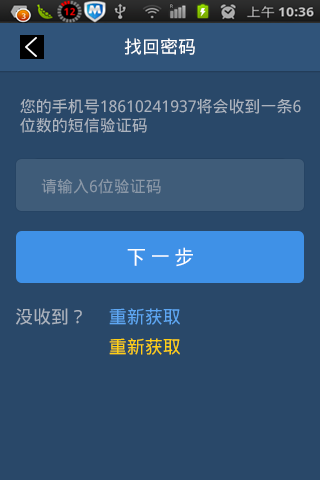 3 12 M 上午 10:36
找回密码
您的手机号18610241937将会收到一条6
位数的短信验证码
请输入6位验证码
下一步
没收到？ 重新获取
重新获取